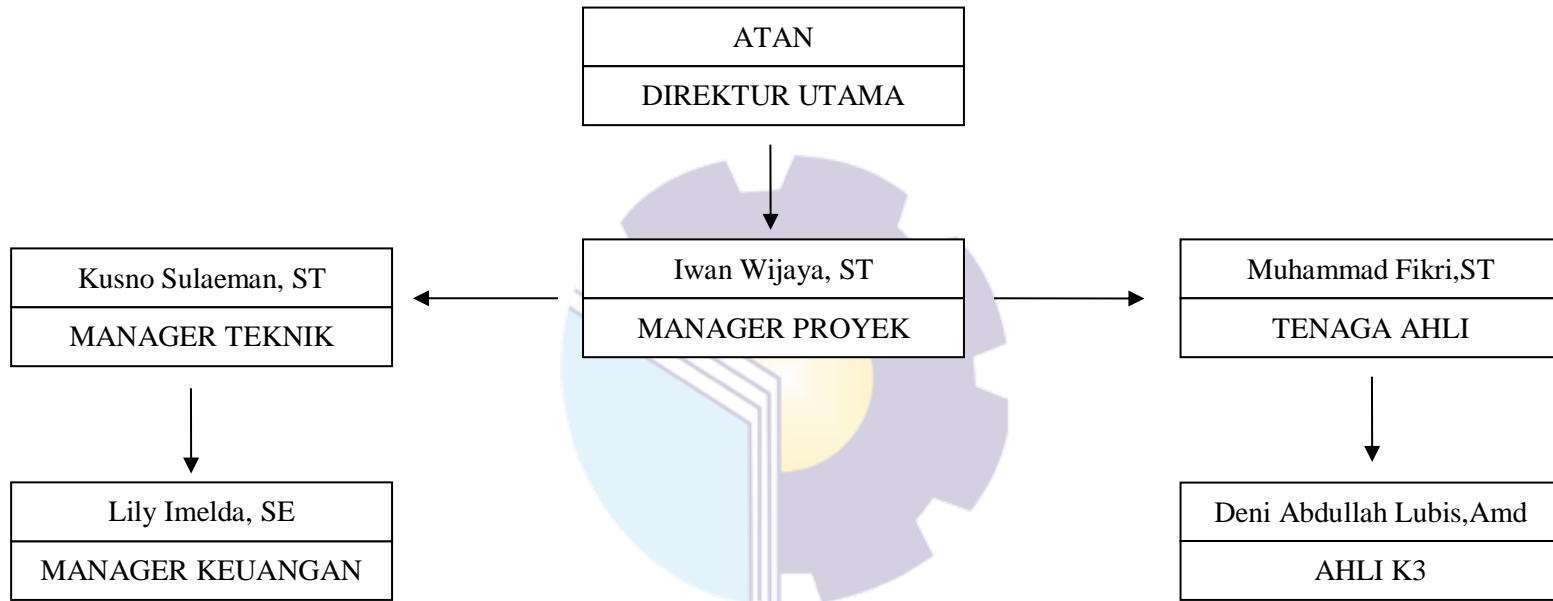 ATAN
DIREKTUR UTAMA
Kusno Sulaeman, ST
MANAGER TEKNIK
Iwan Wijaya, ST
MANAGER PROYEK
Muhammad Fikri,ST
TENAGA AHLI
Lily Imelda, SE
MANAGER KEUANGAN
Deni Abdullah Lubis,Amd
AHLI K3